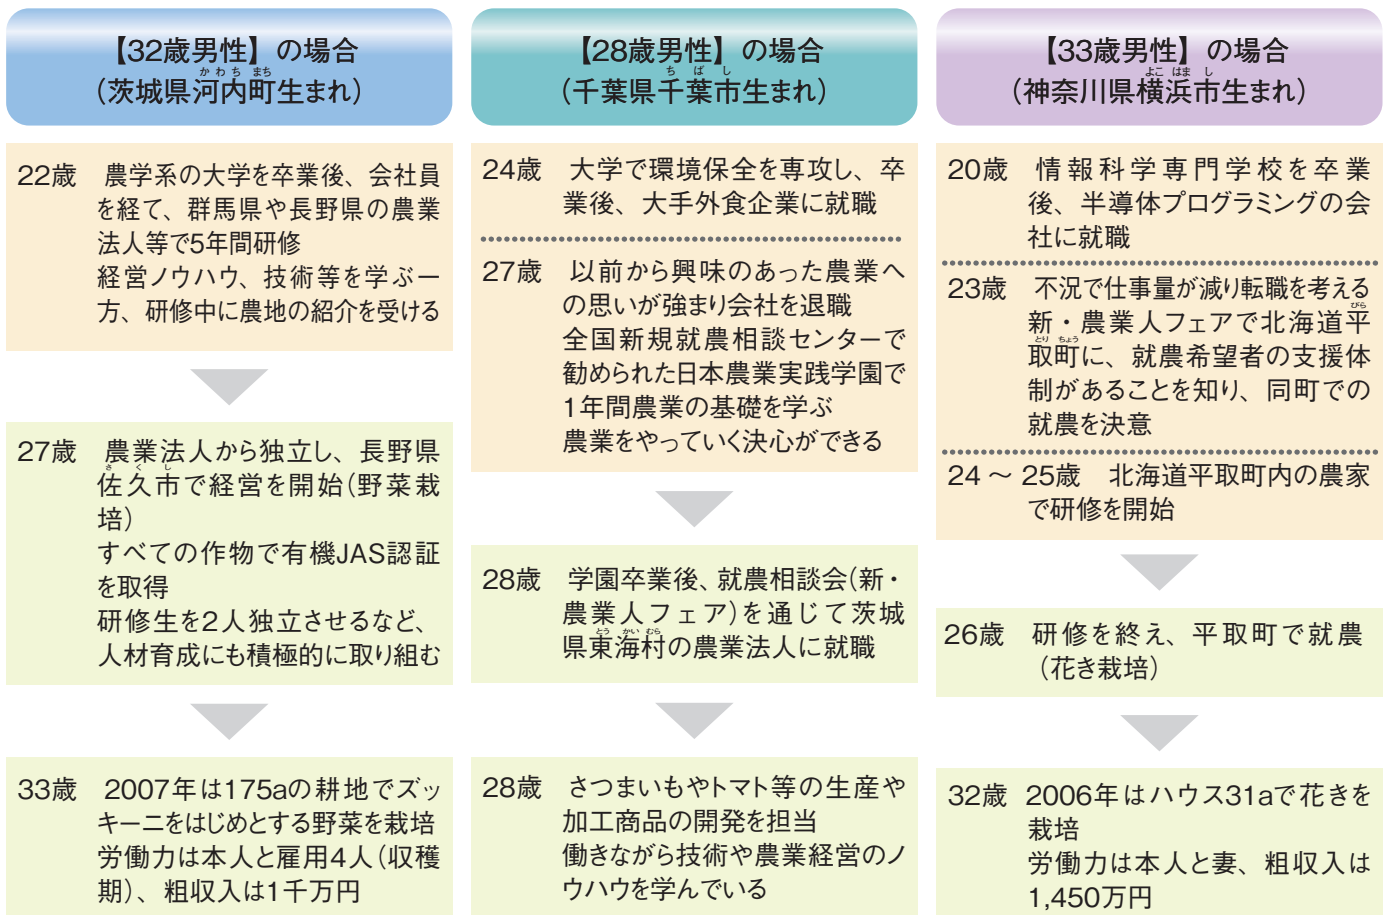 【32歳男性】の場合
かわちまち
（茨城県河内町生まれ）
22歳　農学系の大学を卒業後、会社員
を経て、群馬県や長野県の農業
法人等で5年間研修
経営ノウハウ、技術等を学ぶ一
方、研修中に農地の紹介を受ける
27歳　農業法人から独立し、長野県
さくし
佐久市で経営を開始（野菜栽
培）
すべての作物で有機JAS認証
を取得
研修生を2人独立させるなど、
人材育成にも積極的に取り組む
33歳　2007年は175aの耕地でズッ
キーニをはじめとする野菜を栽培
労働力は本人と雇用4人（収穫
期）、粗収入は1千万円
【28歳男性】の場合
ちばし
（千葉県千葉市生まれ）
24歳　大学で環境保全を専攻し、卒
業後、大手外食企業に就職
27歳　以前から興味のあった農業へ
の思いが強まり会社を退職
全国新規就農相談センターで
勧められた日本農業実践学園で
1年間農業の基礎を学ぶ
農業をやっていく決心ができる
28歳　学園卒業後、就農相談会（新・
農業人フェア）を通じて茨城
とうかいむら
県東海村の農業法人に就職
28歳　さつまいもやトマト等の生産や
加工商品の開発を担当
働きながら技術や農業経営のノ
ウハウを学んでいる
【33歳男性】の場合
よこはまし
（神奈川県横浜市生まれ）
20歳　情報科学専門学校を卒業
後、半導体プログラミングの会
社に就職
23歳　不況で仕事量が減り転職を考える
びら
新・農業人フェアで北海道平
とりちょう
取町に、就農希望者の支援体
制があることを知り、同町での
就農を決意
24～25歳　北海道平取町内の農家
で研修を開始
26歳　研修を終え、平取町で就農
（花き栽培）
32歳　2006年はハウス31aで花きを
栽培
労働力は本人と妻、粗収入は
1,450万円